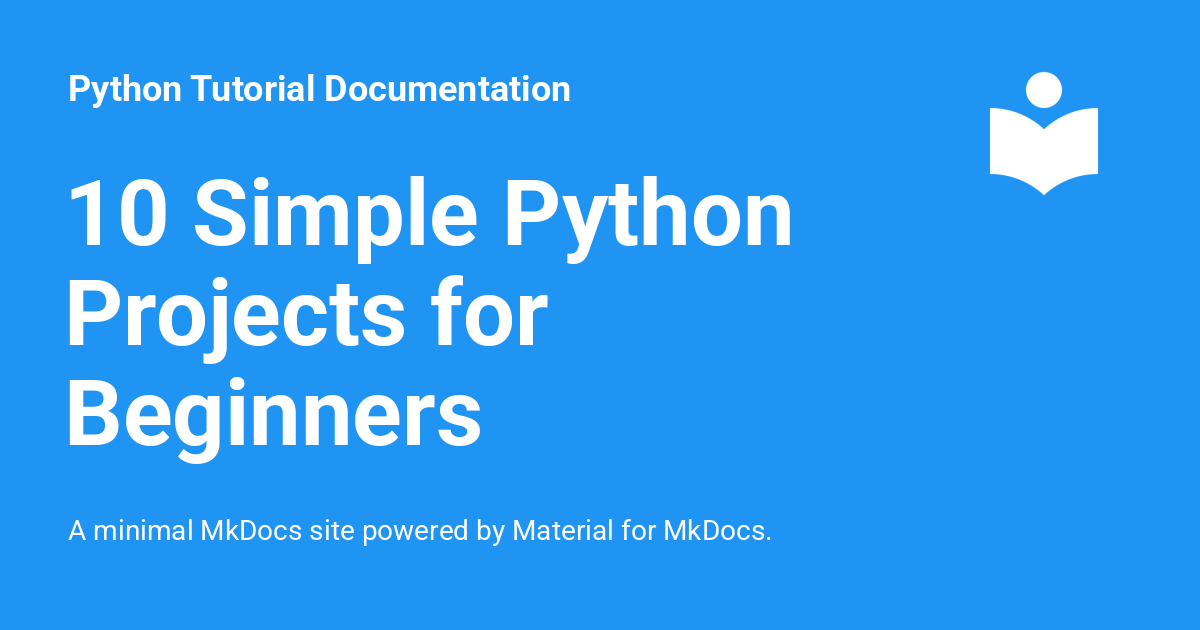 Python Tutorial Documentation
10 Simple Python
Projects for
Beginners
A minimal MkDocs site powered by Material for MkDocs.